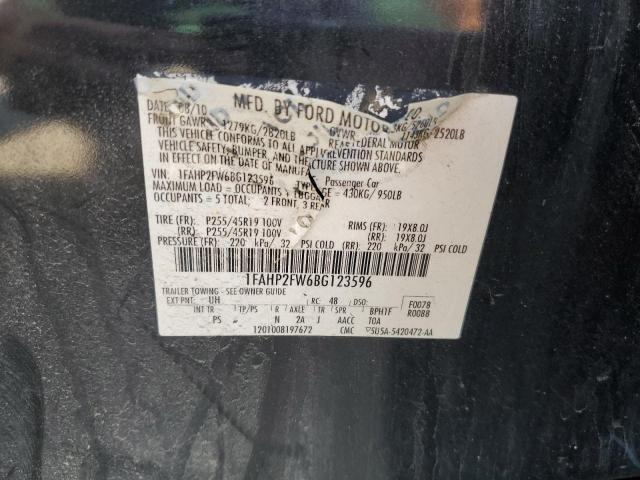 MFD. BY FORD MOTOR
DATE: 08/10
FRONT GAWR: 1279KG/2820LB
GVWR:
2520LB
THIS VEHICLE CONFORMS TO ALL APPLICABLE FEDERAL MOTOR
VEHICLE SAFETY, BUMPER, AND THEFT PREVENTION STANDARDS
IN EFFECT ON THE DATE OF MANUFACTURE SHOWN ABOVE.
VIN: 1FAHP2FW6BG123596
TYPE: Passenger Car
MAXIMUM LOAD = OCCUPANTS + LUGGAGE = 430KG/ 950LB
OCCUPANTS = 5 TOTAL; 2 FRONT, 3 REAR
TIRE (FR): P255/45R19 100V RIMS (FR): 19X8.0J
TIRE (RR): P255/45R19 100V (RR): 19X8.0J
PRESSURE (FR): 220 kPa/ 32 PSI COLD (RR): 220 kPa/ 32 PSI COLD
1FAHP2FW6BG123596
TRAILER TOWING - SEE OWNER GUIDE
EXT PNT: UH RC: 48 DSO: F0078
R0088
INT TR TP/PS R AXLE TR SPR BPH1F
PS N 2A J AACC T0A
1201008197672 CMC 5U5A-5420472-AA